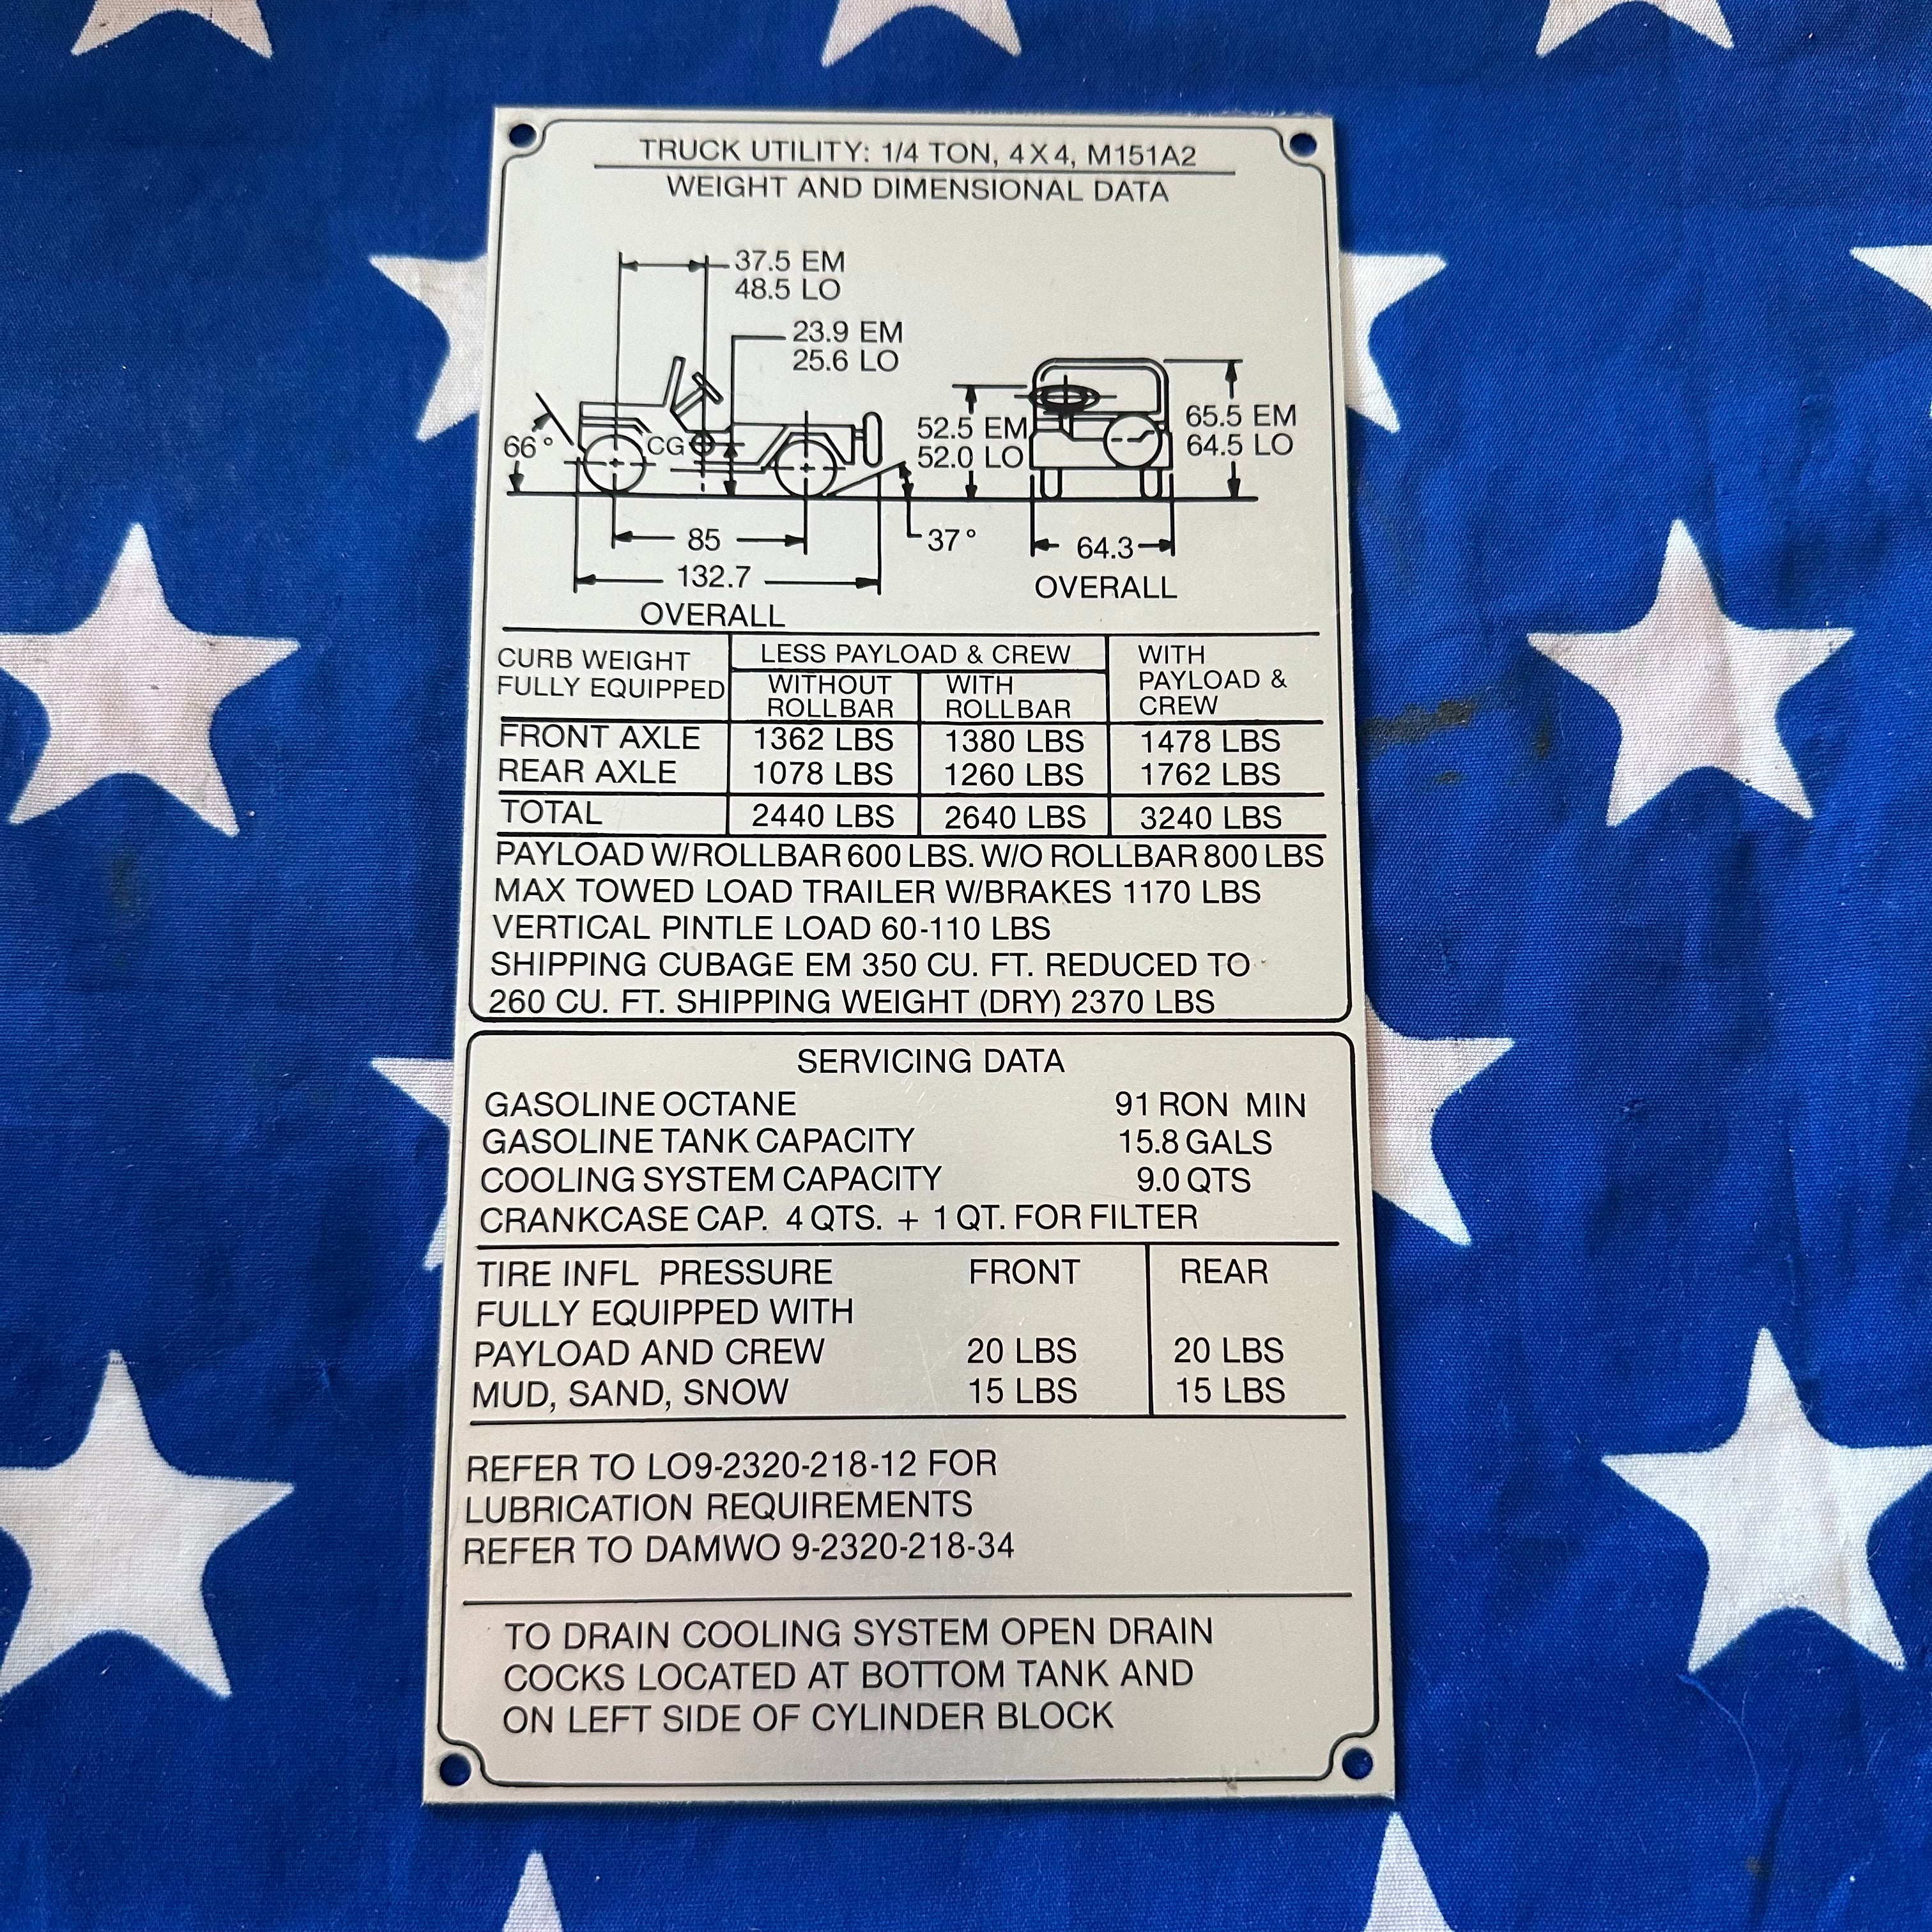 TRUCK UTILITY: 1/4 TON, 4X4, M151A2
WEIGHT AND DIMENSIONAL DATA
37.5 EM
48.5 LO
23.9 EM
25.6 LO
66°
CG
52.5 EM
52.0 LO
65.5 EM
64.5 LO
85
37°
64.3
132.7
OVERALL
OVERALL
CURB WEIGHT
FULLY EQUIPPED
LESS PAYLOAD & CREW
WITHOUT
ROLLBAR
WITH
ROLLBAR
WITH
PAYLOAD &
CREW
FRONT AXLE 1362 LBS 1380 LBS 1478 LBS
REAR AXLE 1078 LBS 1260 LBS 1762 LBS
TOTAL 2440 LBS 2640 LBS 3240 LBS
PAYLOAD W/ROLLBAR 600 LBS. W/O ROLLBAR 800 LBS
MAX TOWED LOAD TRAILER W/BRAKES 1170 LBS
VERTICAL PINTLE LOAD 60-110 LBS
SHIPPING CUBAGE EM 350 CU. FT. REDUCED TO
260 CU. FT. SHIPPING WEIGHT (DRY) 2370 LBS
SERVICING DATA
GASOLINE OCTANE 91 RON MIN
GASOLINE TANK CAPACITY 15.8 GALS
COOLING SYSTEM CAPACITY 9.0 QTS
CRANKCASE CAP. 4 QTS. + 1 QT. FOR FILTER
TIRE INFL PRESSURE FRONT REAR
FULLY EQUIPPED WITH
PAYLOAD AND CREW 20 LBS 20 LBS
MUD, SAND, SNOW 15 LBS 15 LBS
REFER TO LO9-2320-218-12 FOR
LUBRICATION REQUIREMENTS
REFER TO DAMWO 9-2320-218-34
TO DRAIN COOLING SYSTEM OPEN DRAIN
COCKS LOCATED AT BOTTOM TANK AND
ON LEFT SIDE OF CYLINDER BLOCK